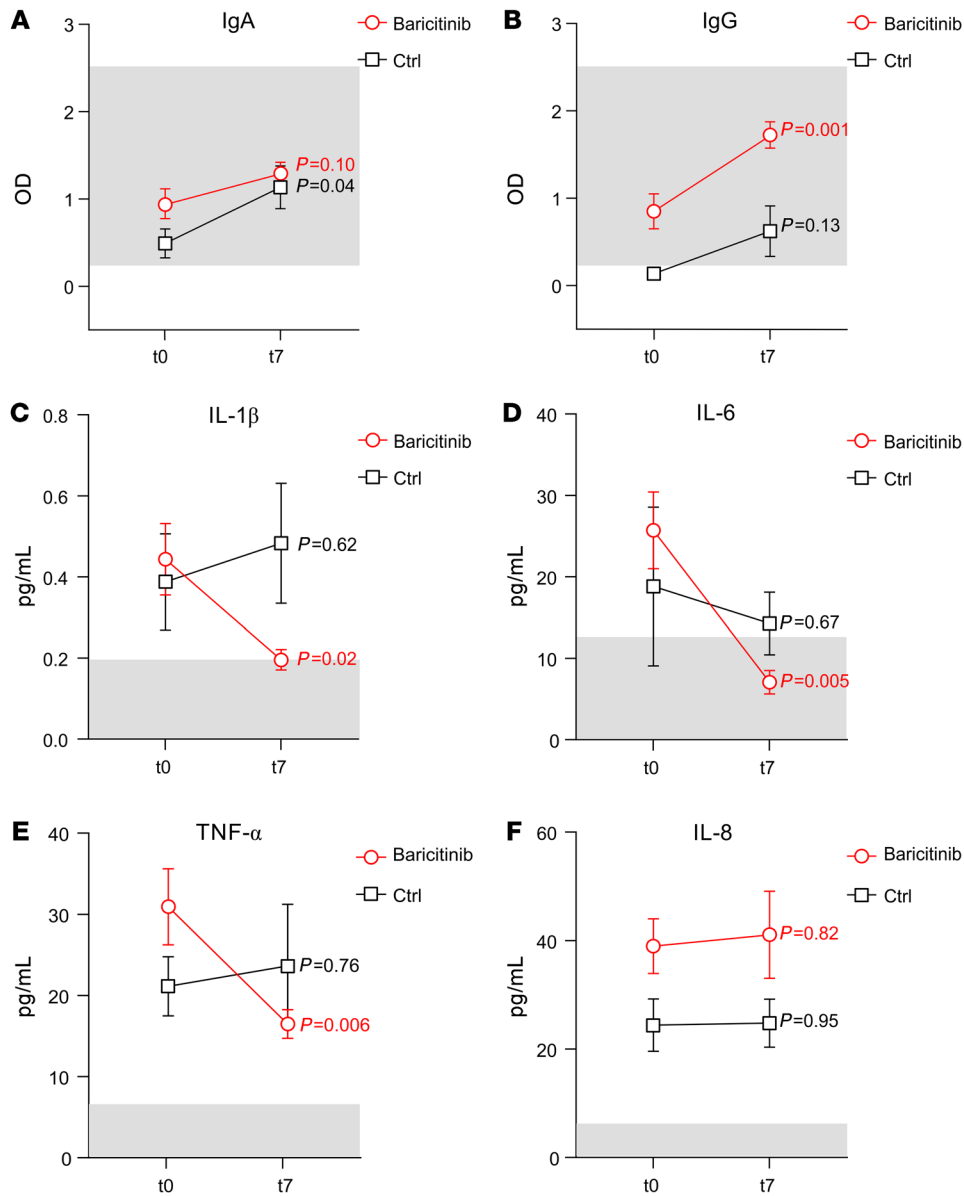 A
IgA
Baricitinib
Ctrl
3
2
1
0
OD
P=0.10
P=0.04
t0
t7
B
IgG
Baricitinib
Ctrl
3
2
1
0
OD
P=0.001
P=0.13
t0
t7
C
IL-1β
Baricitinib
Ctrl
0.8
0.6
0.4
0.2
0.0
pg/mL
P=0.62
P=0.02
t0
t7
D
IL-6
Baricitinib
Ctrl
40
30
20
10
0
pg/mL
P=0.67
P=0.005
t0
t7
E
TNF-α
Baricitinib
Ctrl
40
30
20
10
0
pg/mL
P=0.76
P=0.006
t0
t7
F
IL-8
Baricitinib
Ctrl
60
40
20
0
pg/mL
P=0.82
P=0.95
t0
t7